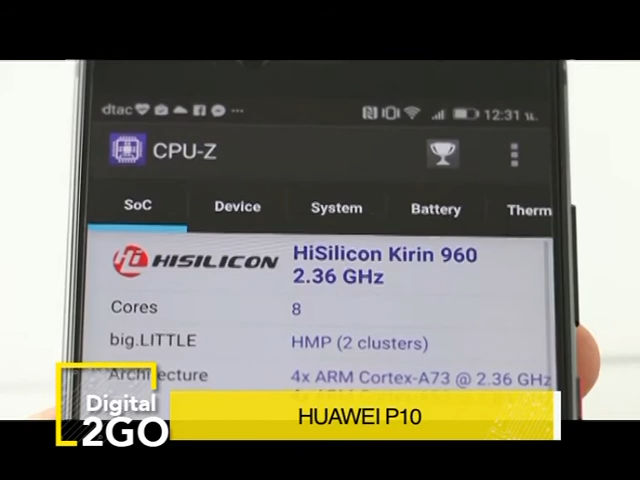 dtac
12:31 น.
CPU-Z
SoC Device System Battery Therm
HISILICON
HiSilicon Kirin 960
2.36 GHz
Cores 8
big.LITTLE HMP (2 clusters)
Architecture 4x ARM Cortex-A73 @ 2.36 GHz
Digital
2GO
HUAWEI P10